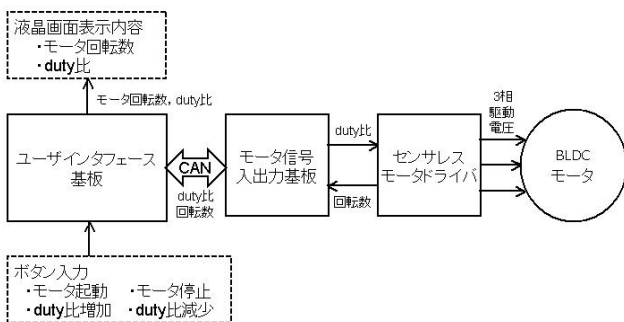 液晶画面表示内容
・モータ回転数
・duty比
モータ回転数, duty比
ユーザインタフェース
基板
CAN
duty比
回転数
モータ信号
入出力基板
duty比
回転数
センサレス
モータドライバ
3相
駆動
電圧
BLDC
モータ
ボタン入力
・モータ起動 ・モータ停止
・duty比増加 ・duty比減少